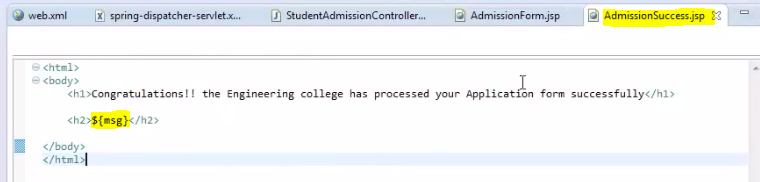 web.xml spring-dispatcher-servlet.x... StudentAdmissionController... AdmissionForm.jsp AdmissionSuccess.jsp
<html>
<body>
<h1>Congratulations!! the Engineering college has processed your Application form successfully</h1>
<h2>${msg}</h2>
</body>
</html>